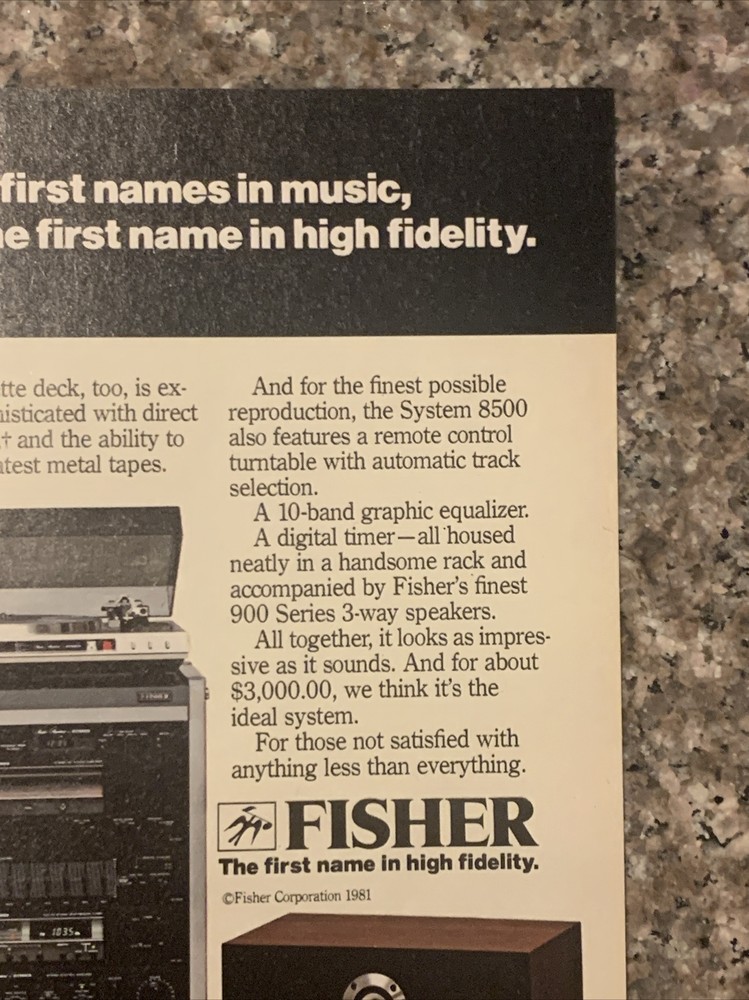 first names in music,
e first name in high fidelity.
tte deck, too, is ex-
isticated with direct
† and the ability to
test metal tapes.
And for the finest possible
reproduction, the System 8500
also features a remote control
turntable with automatic track
selection.
A 10-band graphic equalizer.
A digital timer—all housed
neatly in a handsome rack and
accompanied by Fisher's finest
900 Series 3-way speakers.
All together, it looks as impres-
sive as it sounds. And for about
$3,000.00, we think it's the
ideal system.
For those not satisfied with
anything less than everything.
FISHER
The first name in high fidelity.
©Fisher Corporation 1981
FISHER
1035